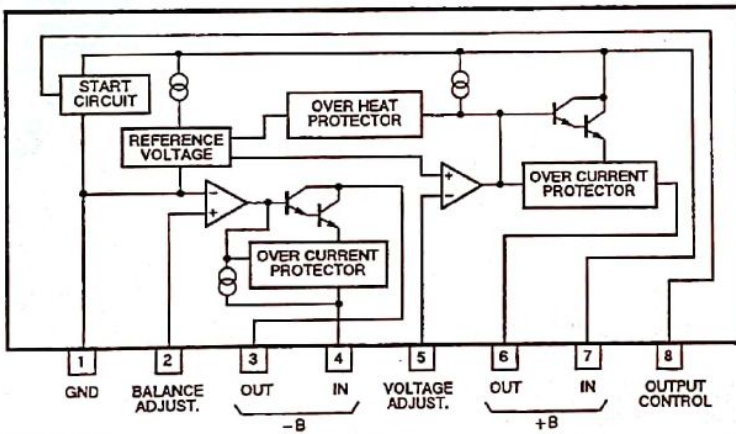 START
CIRCUIT
OVER HEAT
PROTECTOR
REFERENCE
VOLTAGE
+
−
OVER CURRENT
PROTECTOR
−
+
OVER CURRENT
PROTECTOR
1 2 3 4 5 6 7 8
GND BALANCE ADJUST. OUT IN VOLTAGE ADJUST. OUT IN OUTPUT CONTROL
−B +B